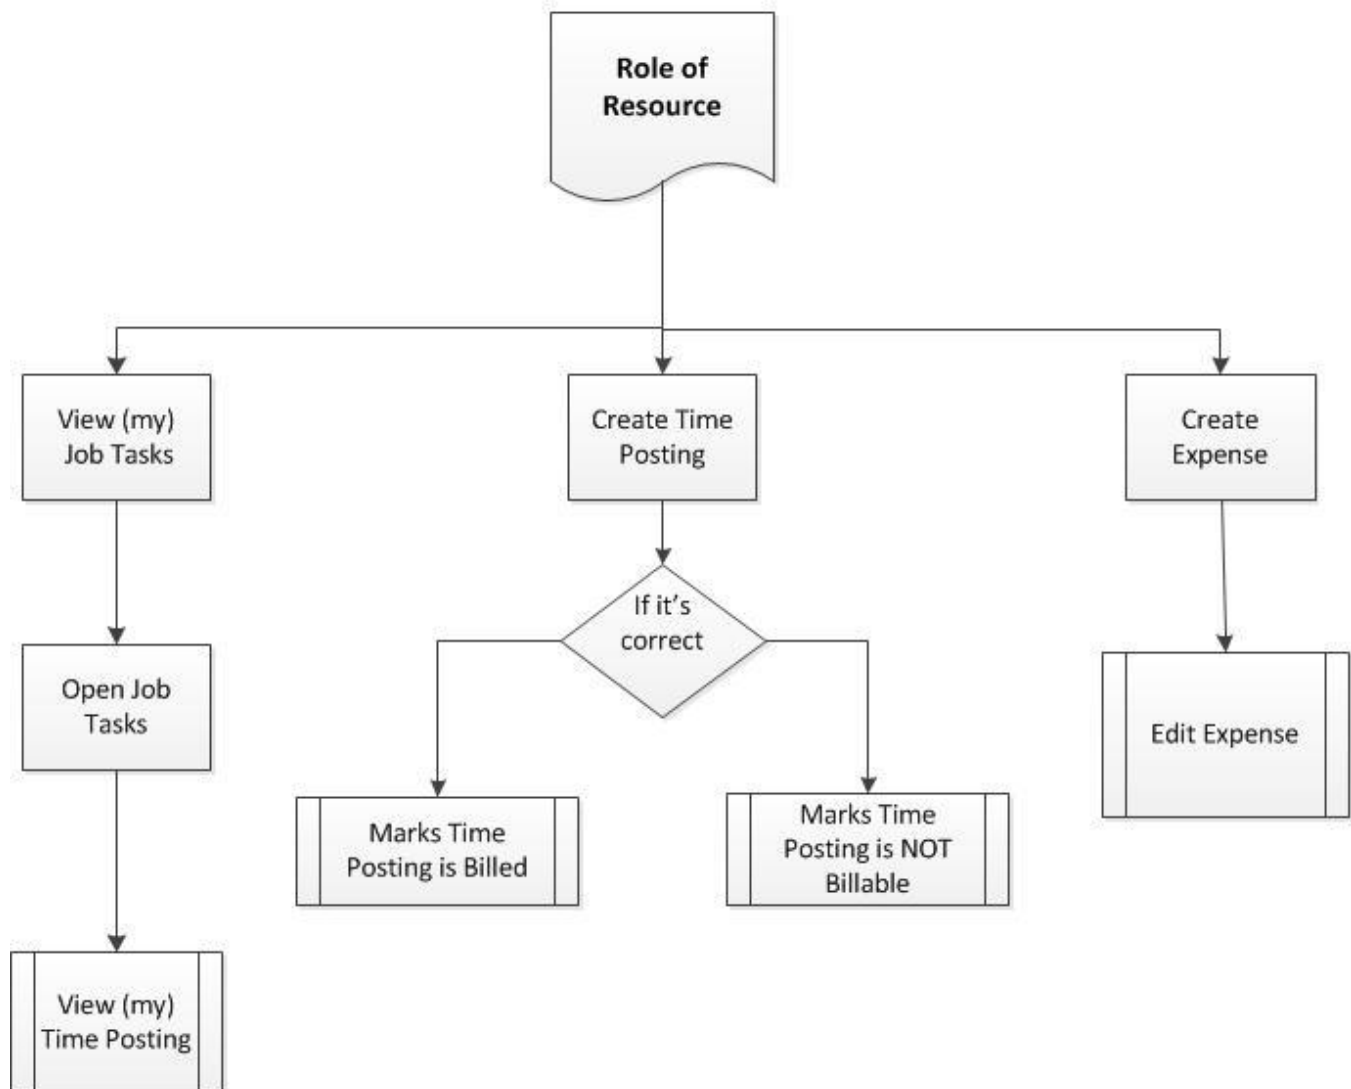 Role of
Resource
View (my)
Job Tasks
Create Time
Posting
Create
Expense
If it's
correct
Open Job
Tasks
Edit Expense
Marks Time
Posting is Billed
Marks Time
Posting is NOT
Billable
View (my)
Time Posting